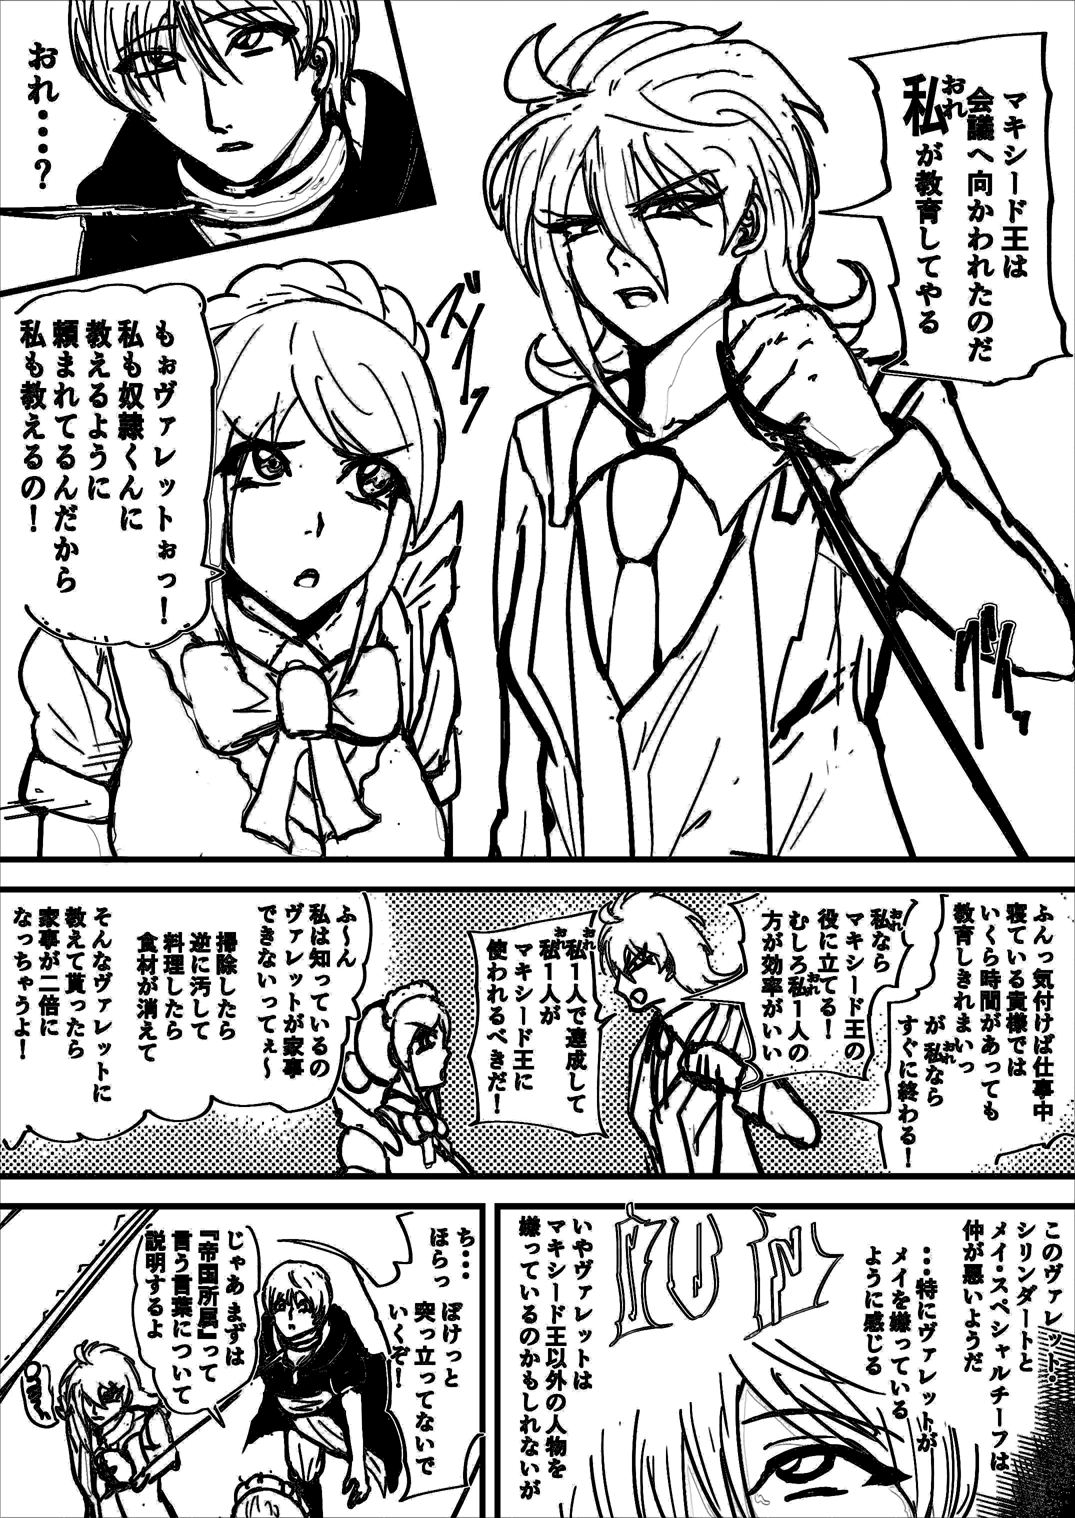 マキシード王は
会議へ向かわれたのだ
私が教育してやる
おれ
おれ・・・・?
ズイッ
もぉヴァレットぉっ!
私も奴隷くんに
教えるように
頼まれてるんだから
私も教えるの!
ふんっ気付けば仕事中
寝ている貴様では
いくら時間があっても
教育しきれまいっ
が私なら
おれ
すぐに終わる!
私なら
おれ
マキシード王の
役に立てる!
むしろ私1人の
おれ
方が効率がいい
私1人で達成して
おれ
私1人が
おれ
マキシード王に
使われるべきだ!
ふ~ん
私は知っているの
ヴァレットが家事
できないってぇ~
掃除したら
逆に汚して
料理したら
食材が消えて
そんなヴァレットに
教えて貰ったら
家事が二倍に
なっちゃうよ!
このヴァレット・
シリンダートと
メイ・スペシャルチーフは
仲が悪いようだ
・・・特にヴァレットが
メイを嫌っている
ように感じる
いやヴァレットは
マキシード王以外の人物を
嫌っているのかもしれないが
ち・・・
ほらっ
ぼけっと
突っ立ってないで
いくぞ!
じゃあまずは
『帝国所属』って
言う言葉について
説明するよ